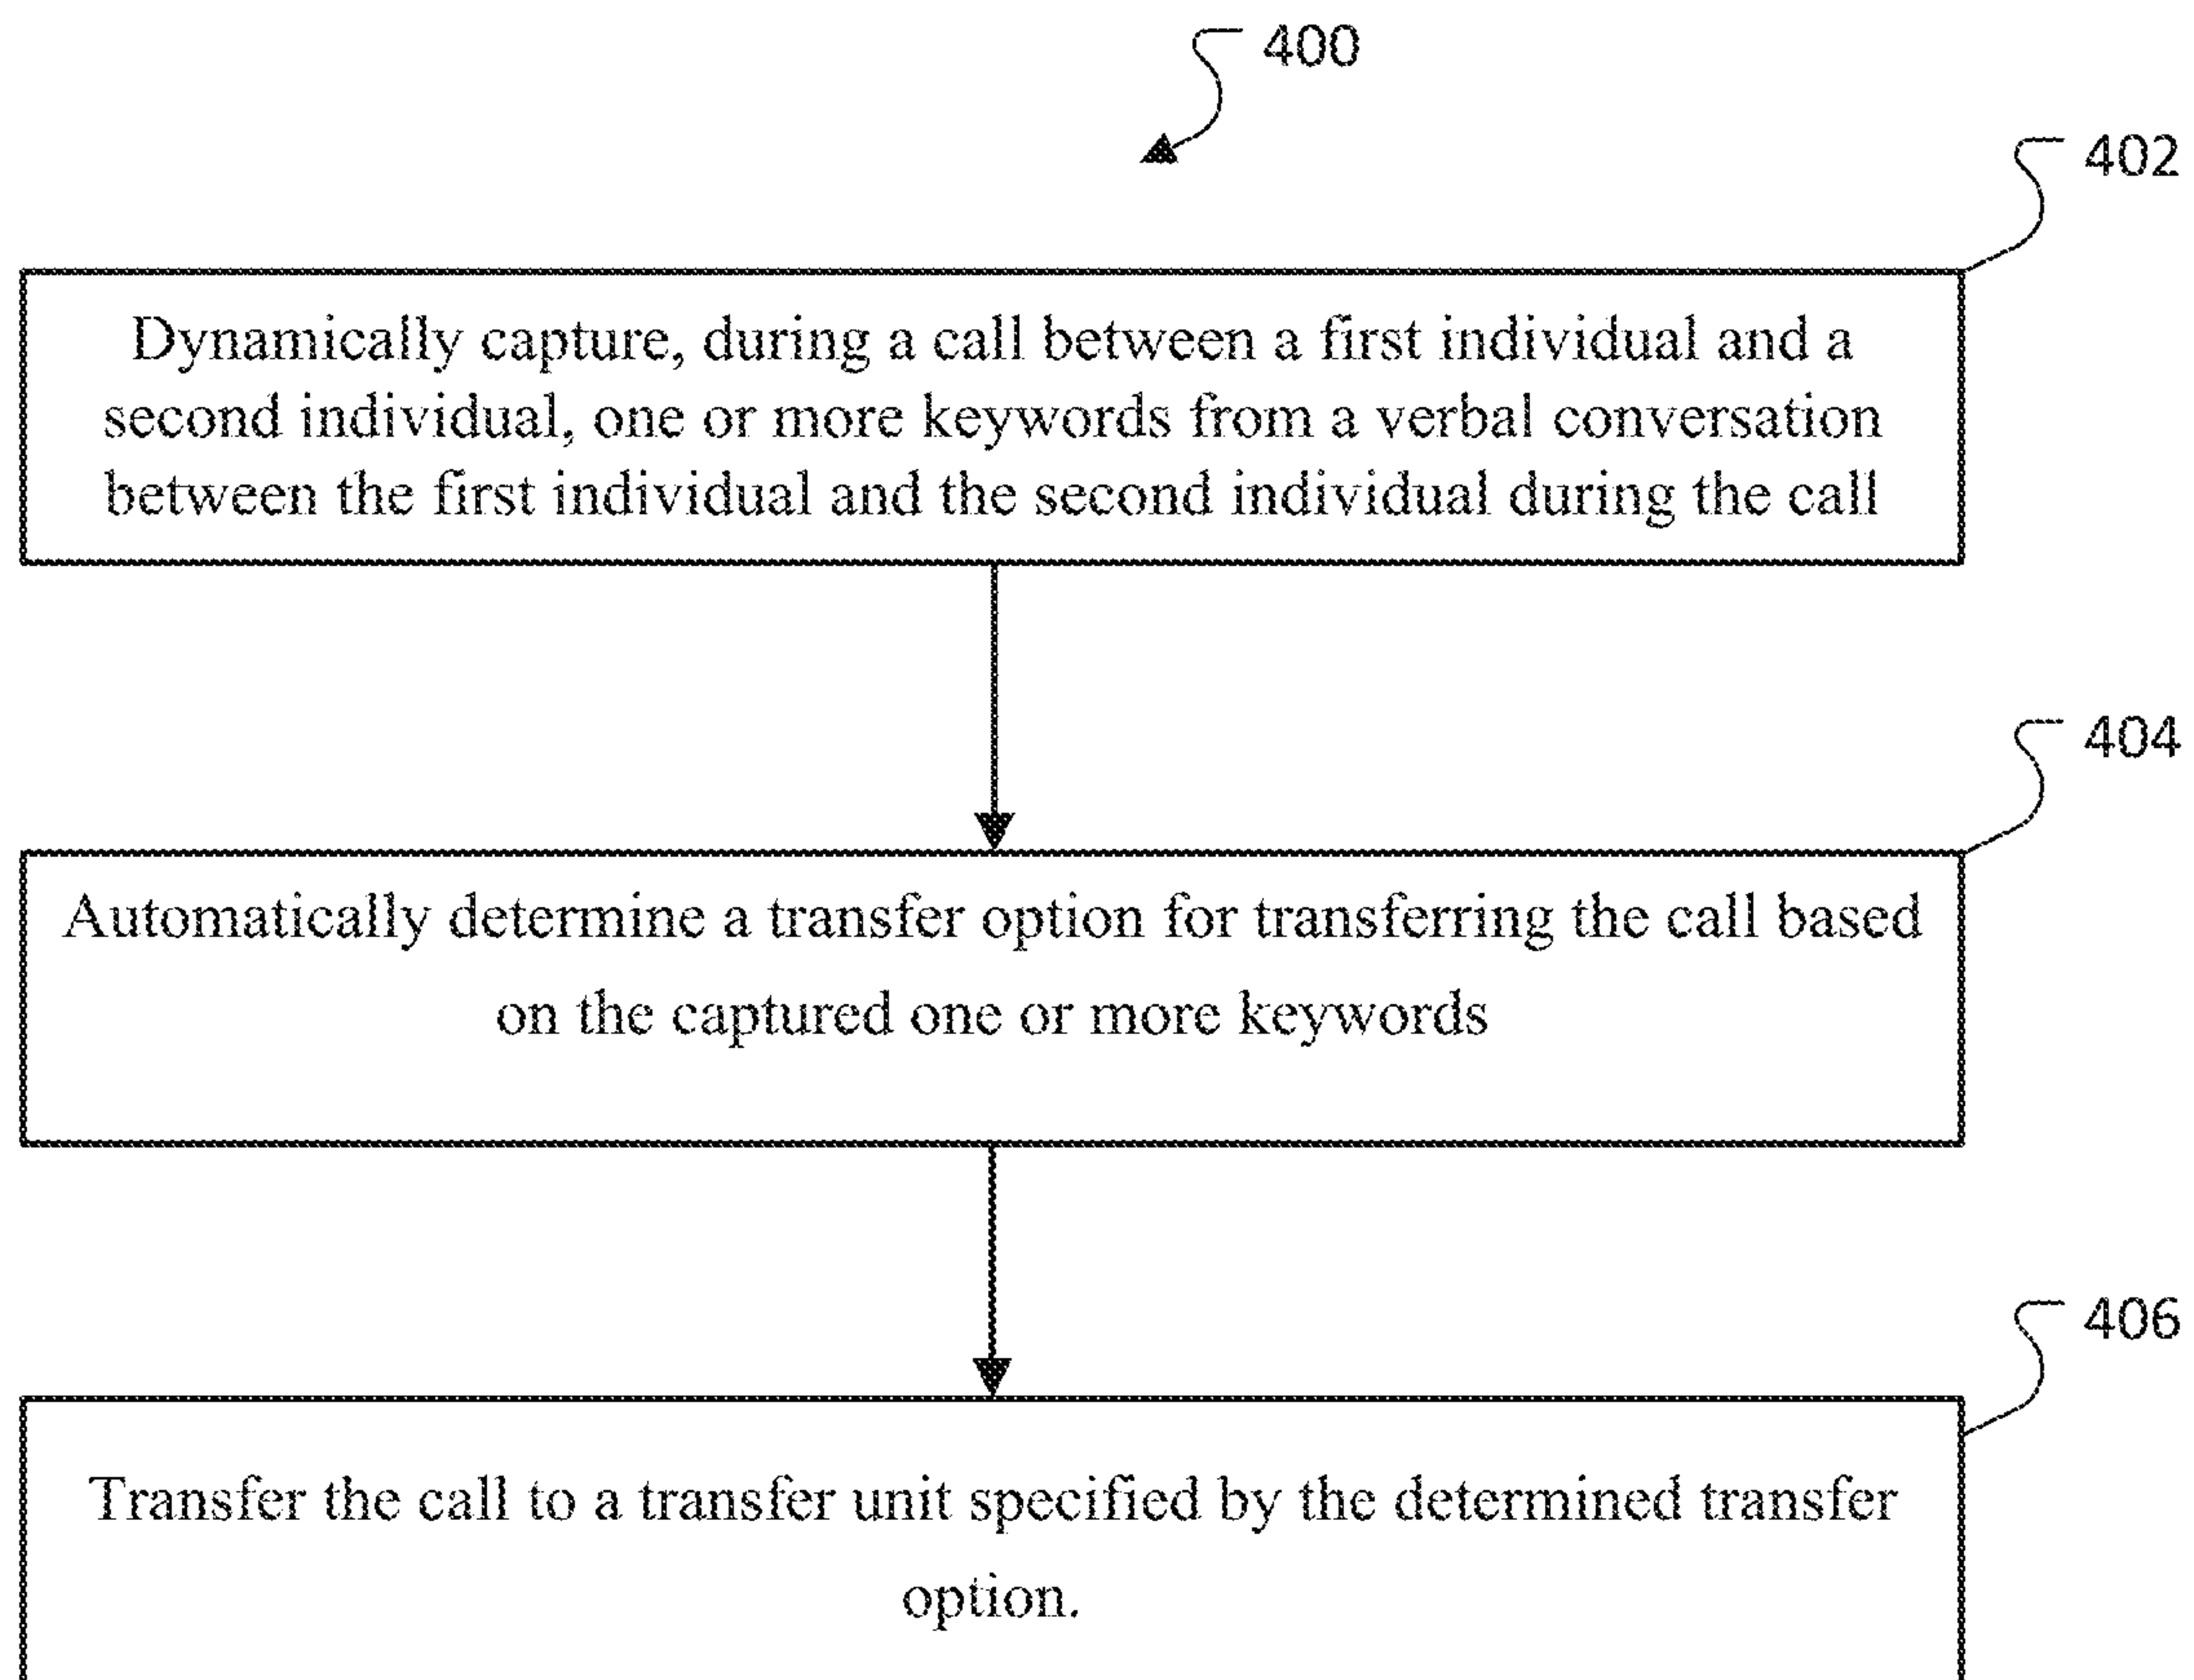 400
402
Dynamically capture, during a call between a first individual and a
second individual, one or more keywords from a verbal conversation
between the first individual and the second individual during the call
404
Automatically determine a transfer option for transferring the call based
on the captured one or more keywords
406
Transfer the call to a transfer unit specified by the determined transfer
option.